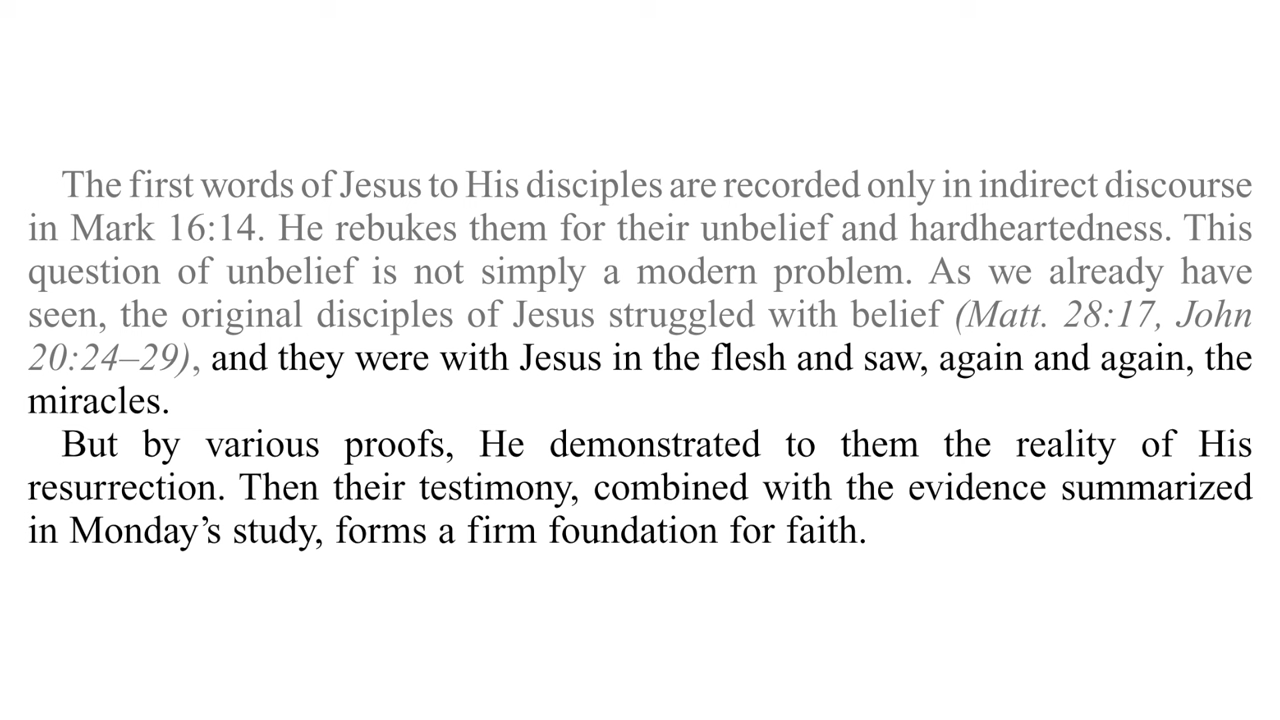 The first words of Jesus to His disciples are recorded only in indirect discourse
in Mark 16:14. He rebukes them for their unbelief and hardheartedness. This
question of unbelief is not simply a modern problem. As we already have
seen, the original disciples of Jesus struggled with belief (Matt. 28:17, John
20:24–29), and they were with Jesus in the flesh and saw, again and again, the
miracles.
But by various proofs, He demonstrated to them the reality of His
resurrection. Then their testimony, combined with the evidence summarized
in Monday’s study, forms a firm foundation for faith.